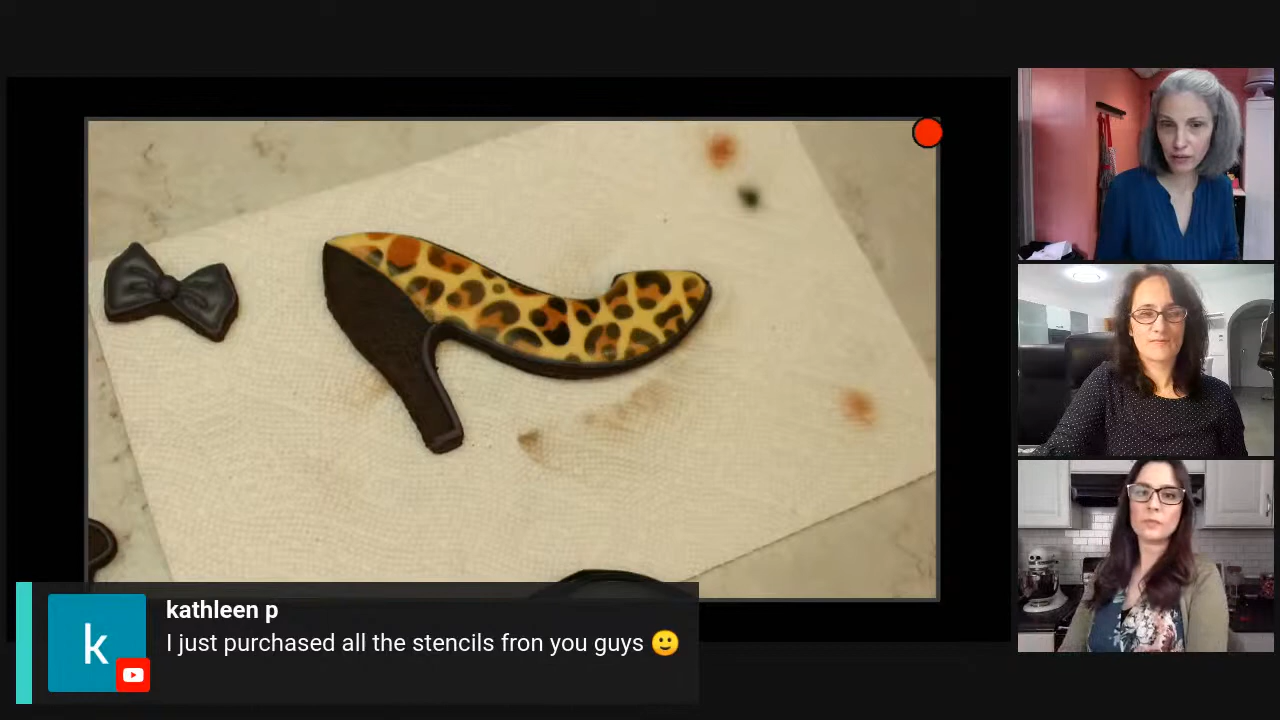 kathleen p
I just purchased all the stencils fron you guys 🙂
k